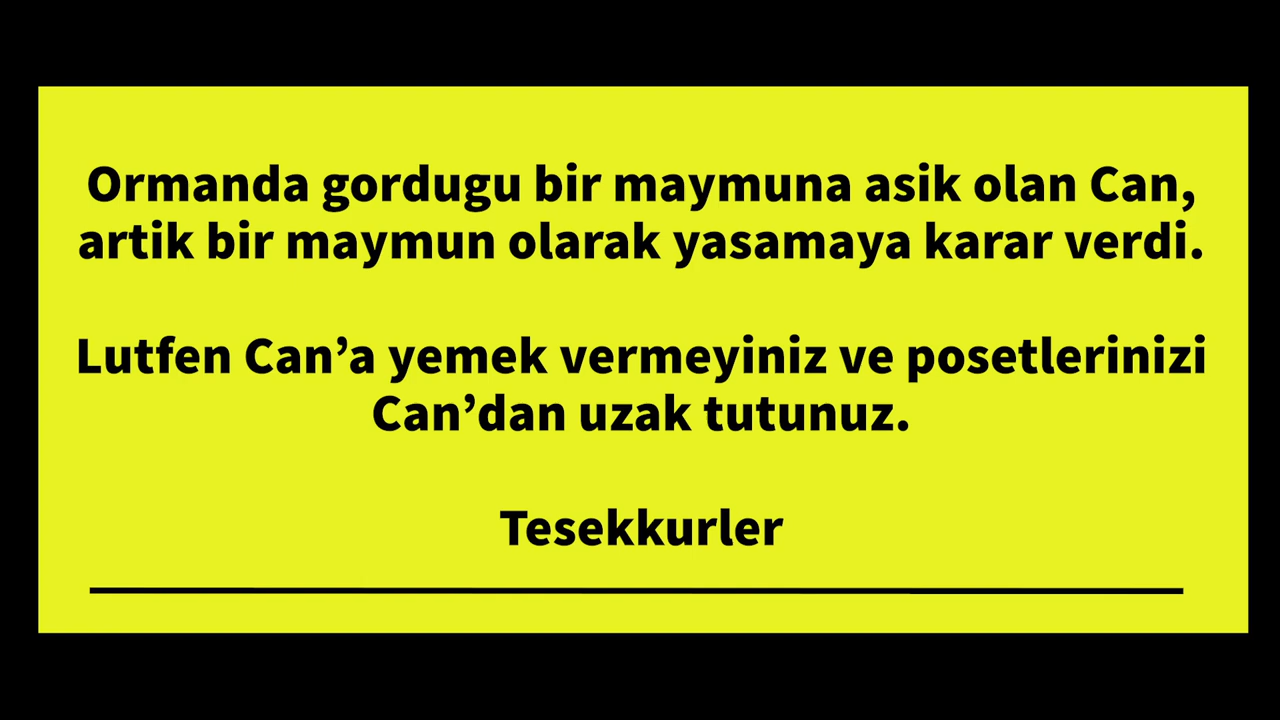 Ormanda gordugu bir maymuna asik olan Can,
artik bir maymun olarak yasamaya karar verdi.
Lutfen Can’a yemek vermeyiniz ve posetlerinizi
Can’dan uzak tutunuz.
Tesekkurler